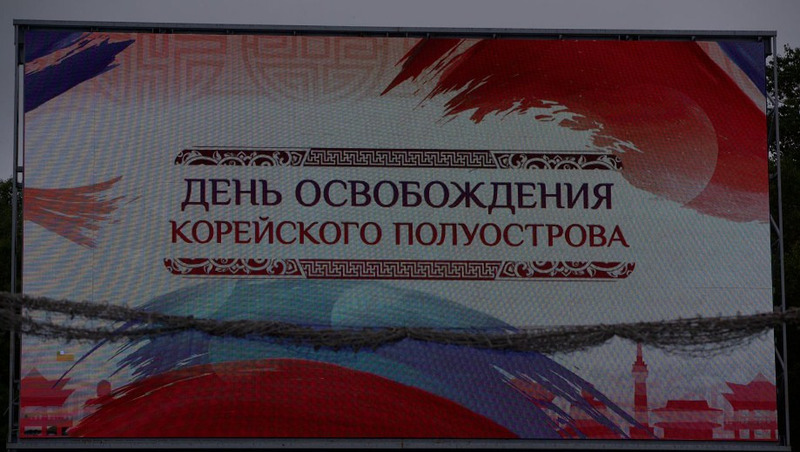 ДЕНЬ ОСВОБОЖДЕНИЯ
КОРЕЙСКОГО ПОЛУОСТРОВА